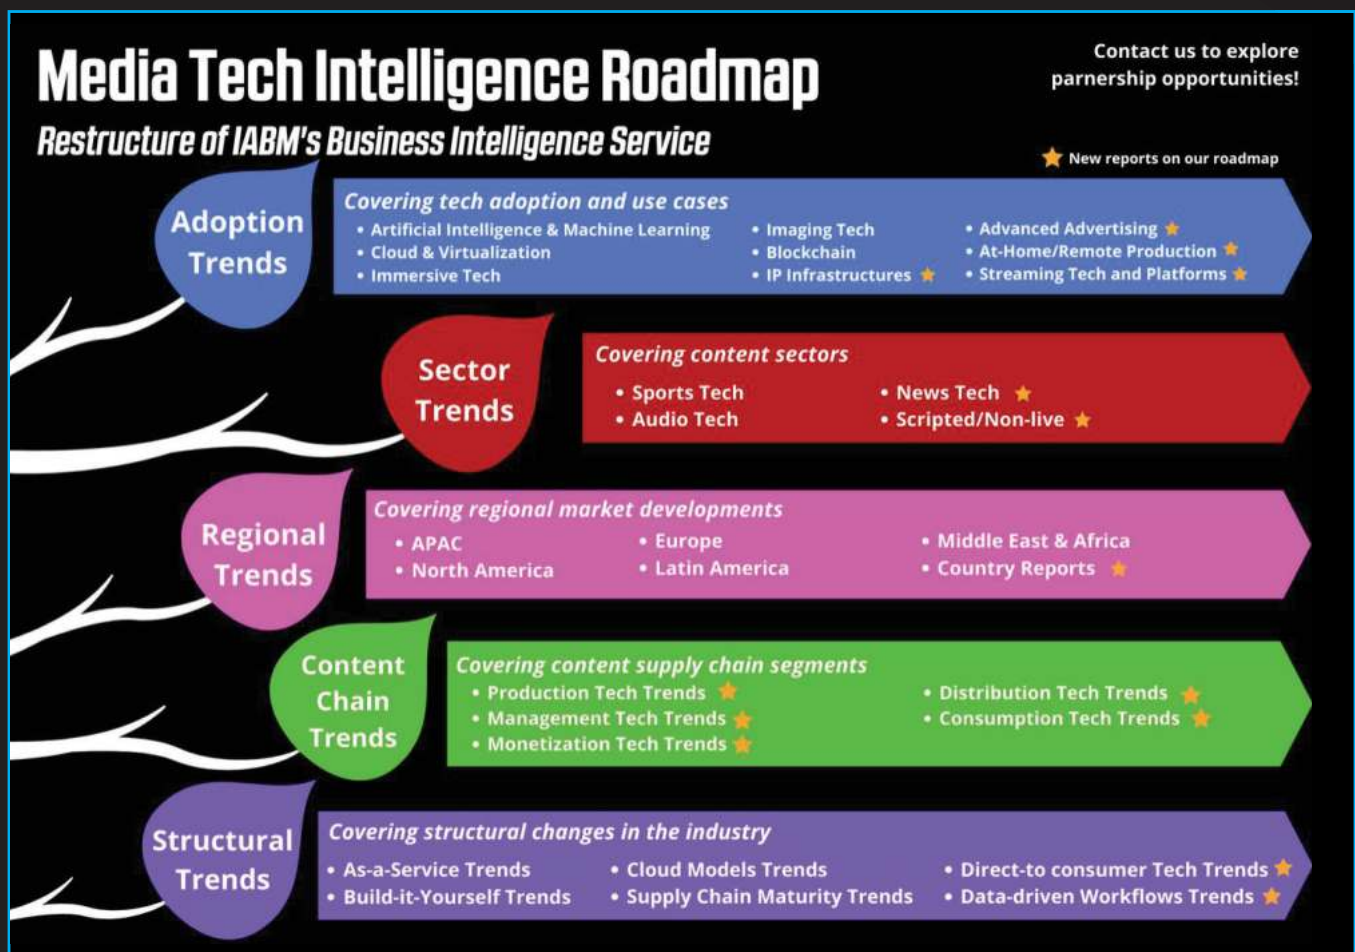 Media Tech Intelligence Roadmap
Restructure of IABM's Business Intelligence Service
Contact us to explore
parnership opportunities!
New reports on our roadmap
Adoption
Trends
Covering tech adoption and use cases
• Artificial Intelligence & Machine Learning
• Cloud & Virtualization
• Immersive Tech
• Imaging Tech
• Blockchain
• IP Infrastructures
• Advanced Advertising
• At-Home/Remote Production
• Streaming Tech and Platforms
Sector
Trends
Covering content sectors
• Sports Tech
• Audio Tech
• News Tech
• Scripted/Non-live
Regional
Trends
Covering regional market developments
• APAC
• North America
• Europe
• Latin America
• Middle East & Africa
• Country Reports
Content
Chain
Trends
Covering content supply chain segments
• Production Tech Trends
• Management Tech Trends
• Monetization Tech Trends
• Distribution Tech Trends
• Consumption Tech Trends
Structural
Trends
Covering structural changes in the industry
• As-a-Service Trends
• Build-it-Yourself Trends
• Cloud Models Trends
• Supply Chain Maturity Trends
• Direct-to consumer Tech Trends
• Data-driven Workflows Trends